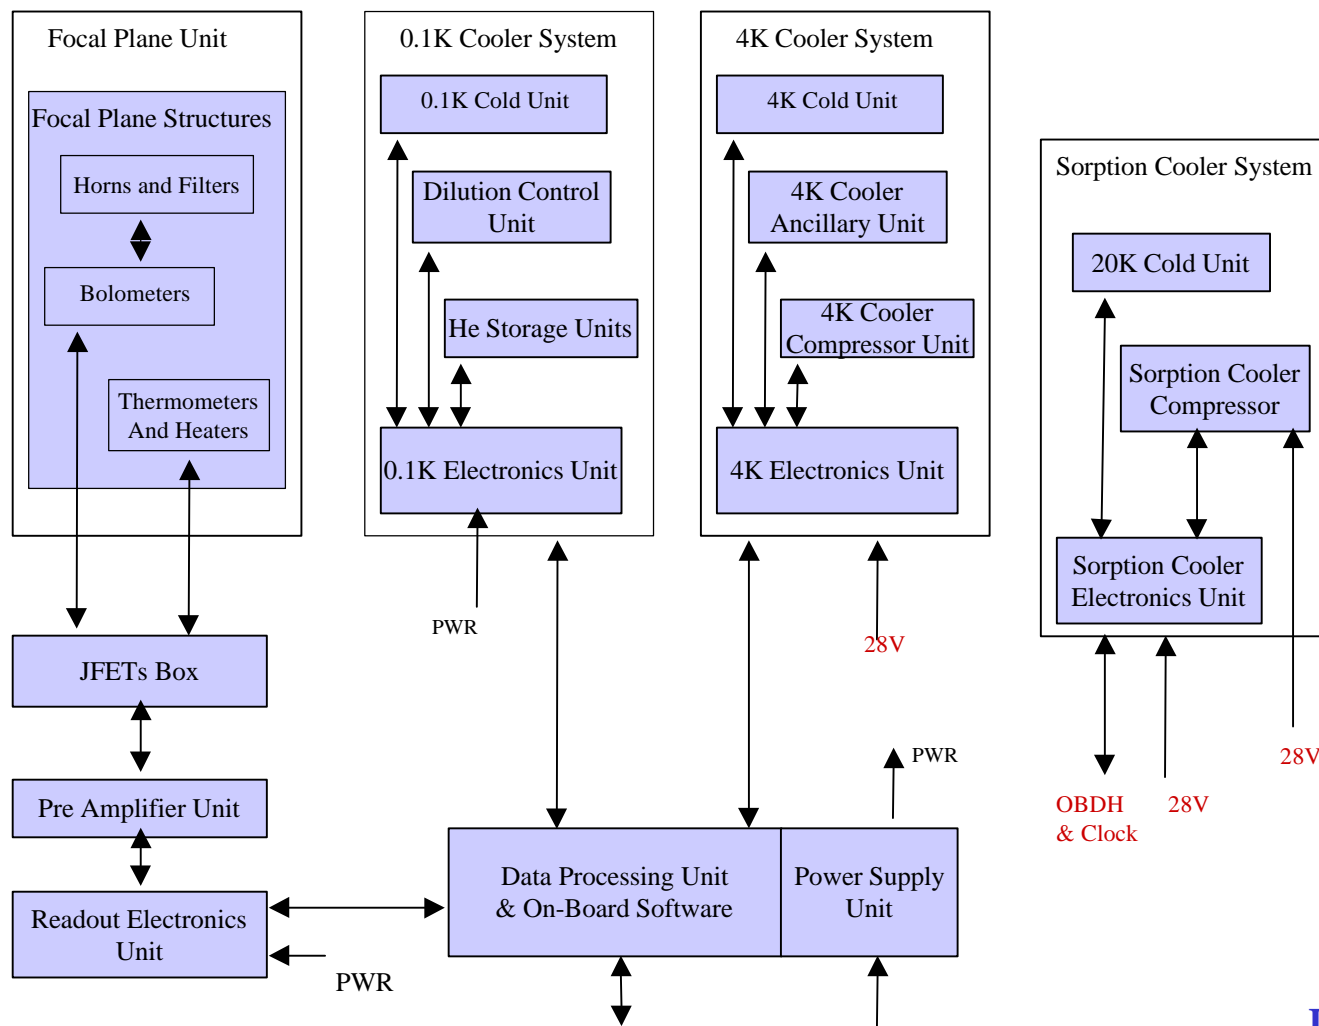 Focal Plane Unit
Focal Plane Structures
Horns and Filters
Bolometers
Thermometers
And Heaters
JFETs Box
Pre Amplifier Unit
Readout Electronics
Unit
PWR
0.1K Cooler System
0.1K Cold Unit
Dilution Control
Unit
He Storage Units
0.1K Electronics Unit
PWR
4K Cooler System
4K Cold Unit
4K Cooler
Ancillary Unit
4K Cooler
Compressor Unit
4K Electronics Unit
28V
PWR
Data Processing Unit
& On-Board Software
Power Supply
Unit
Sorption Cooler System
20K Cold Unit
Sorption Cooler
Compressor
Sorption Cooler
Electronics Unit
OBDH
& Clock
28V
28V